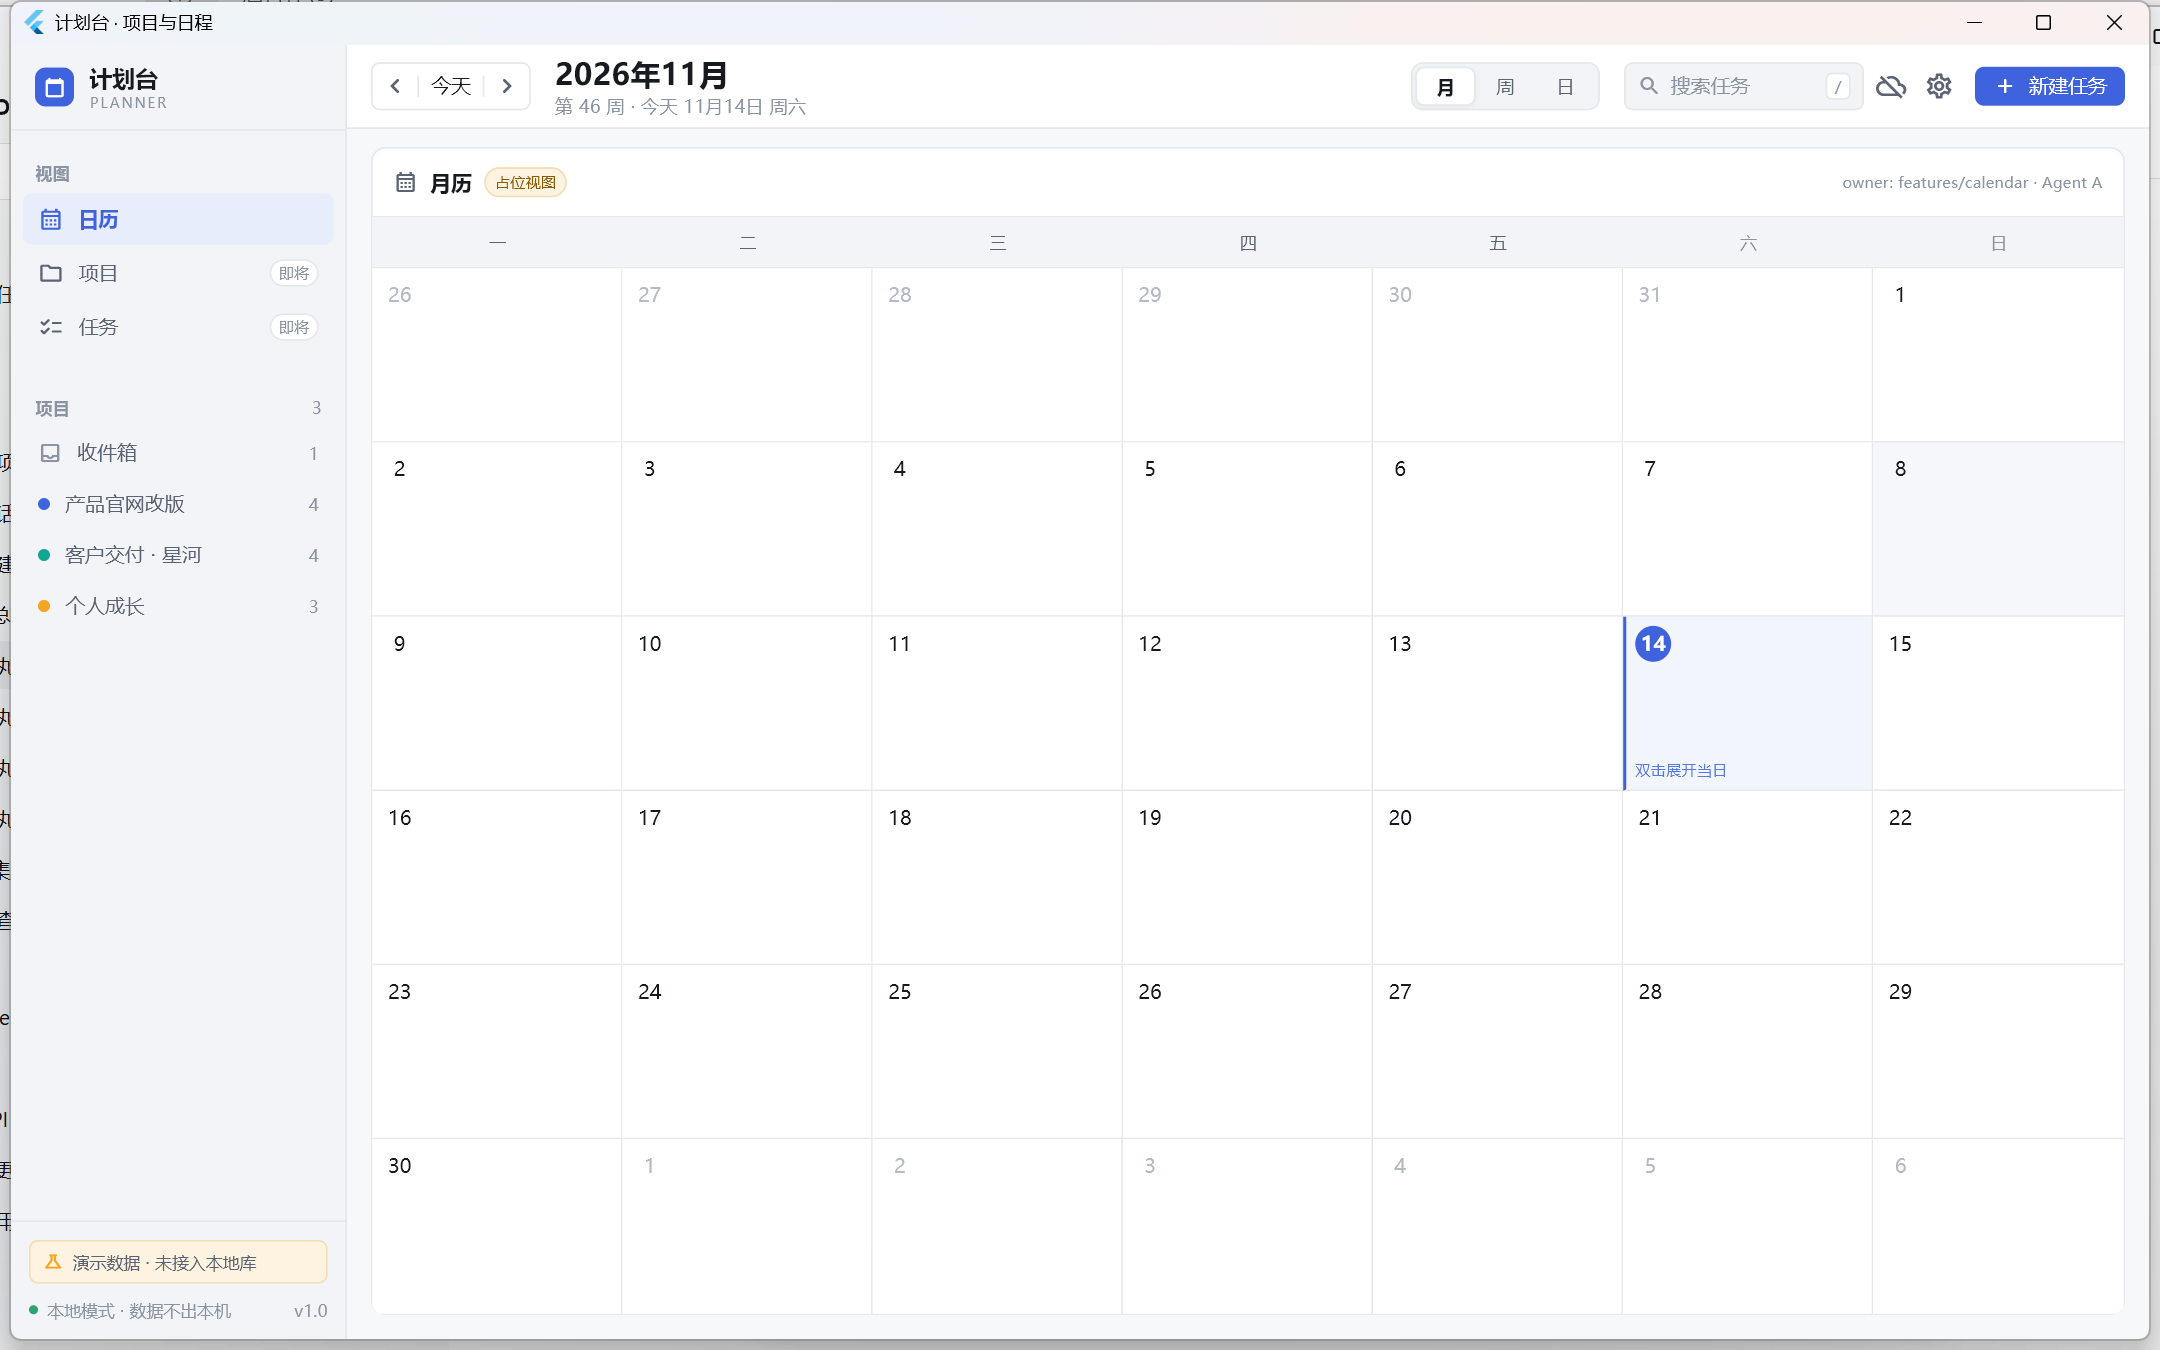 计划台 · 项目与日程
计划台
PLANNER
今天
2026年11月
第 46 周 · 今天 11月14日 周六
月 周 日
搜索任务 /
新建任务
视图
日历
项目 即将
任务 即将
项目 3
收件箱 1
产品官网改版 4
客户交付 · 星河 4
个人成长 3
演示数据 · 未接入本地库
本地模式 · 数据不出本机 v1.0
月历 占位视图
owner: features/calendar · Agent A
一 二 三 四 五 六 日
26 27 28 29 30 31 1
2 3 4 5 6 7 8
9 10 11 12 13 14 15
双击展开当日
16 17 18 19 20 21 22
23 24 25 26 27 28 29
30 1 2 3 4 5 6